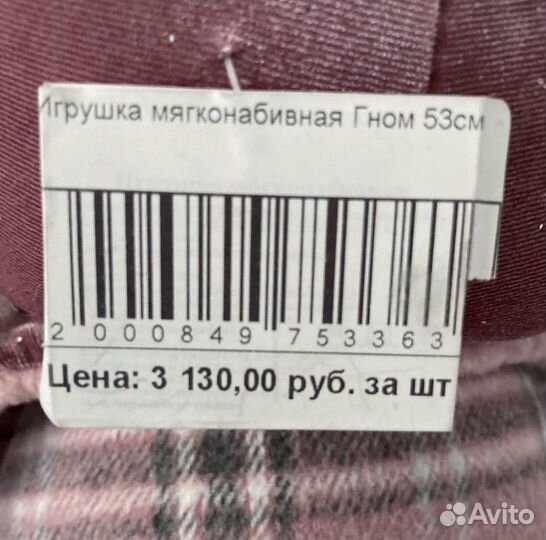 Игрушка мягконабивная Гном 53см
2 000849 753363
Цена: 3 130,00 руб. за шт
Avito